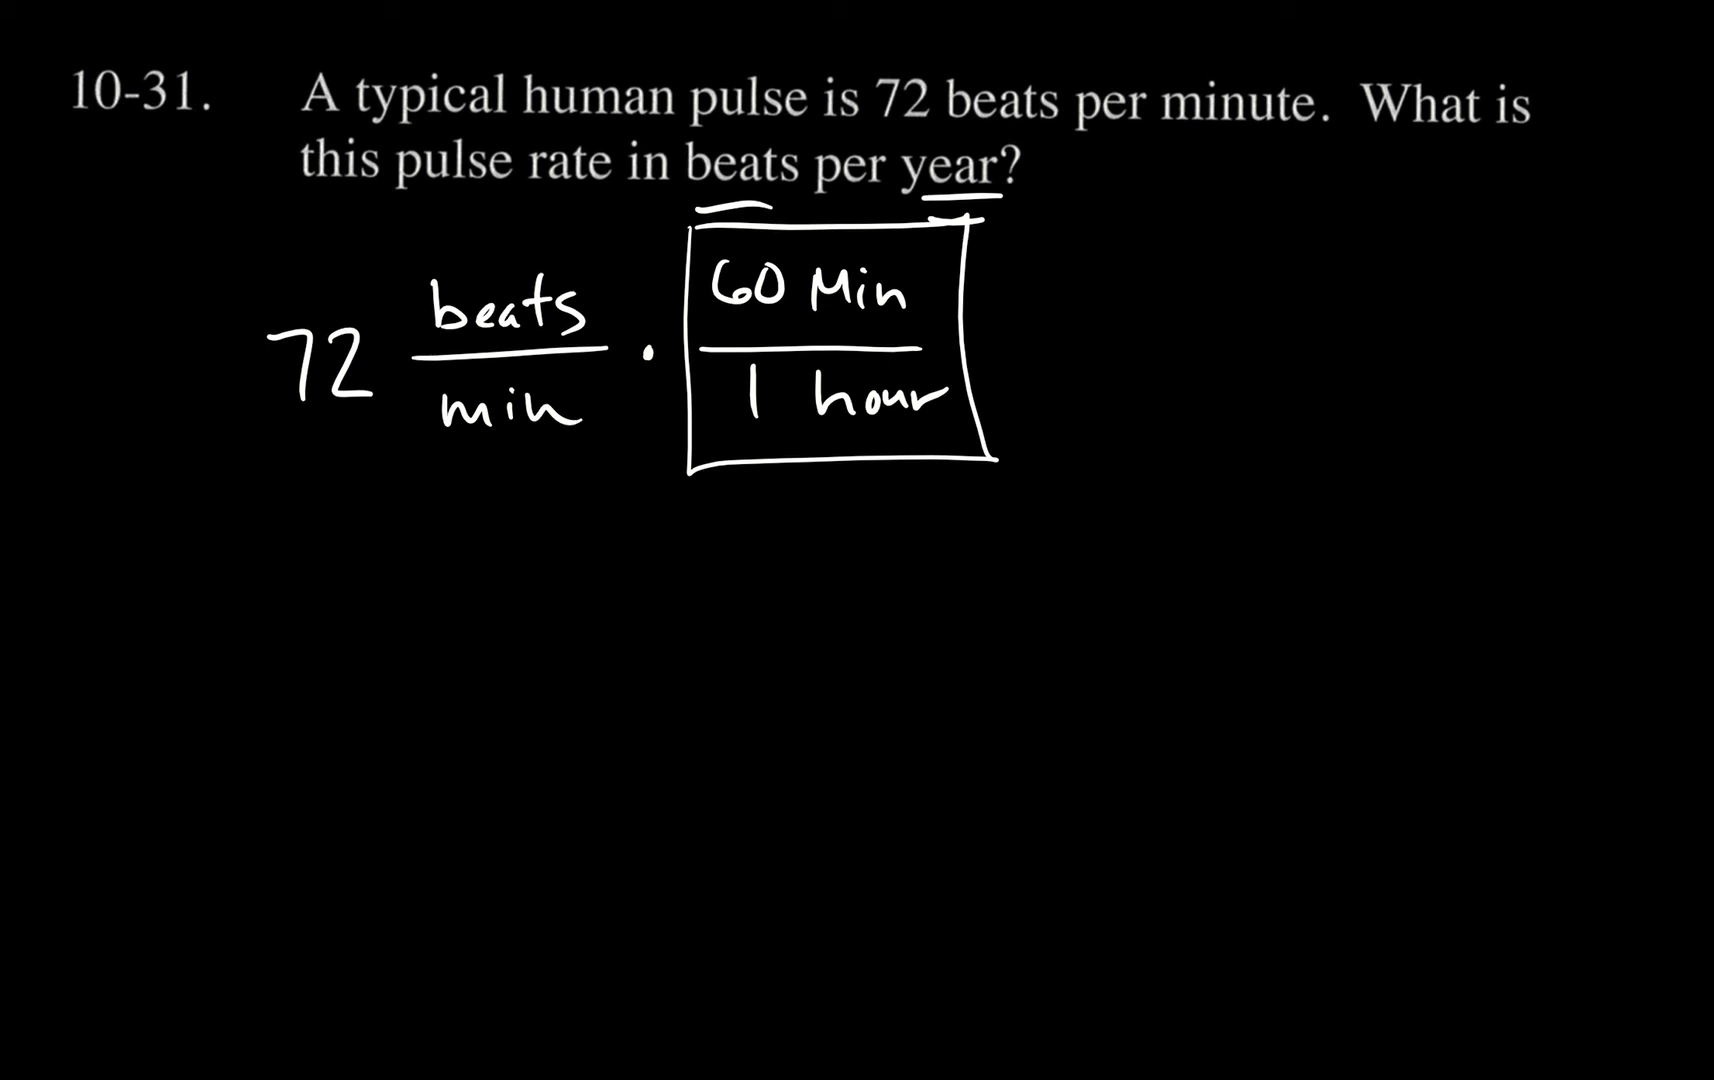 10-31. A typical human pulse is 72 beats per minute. What is
this pulse rate in beats per year?
72 beats/min · 60 Min/1 hour